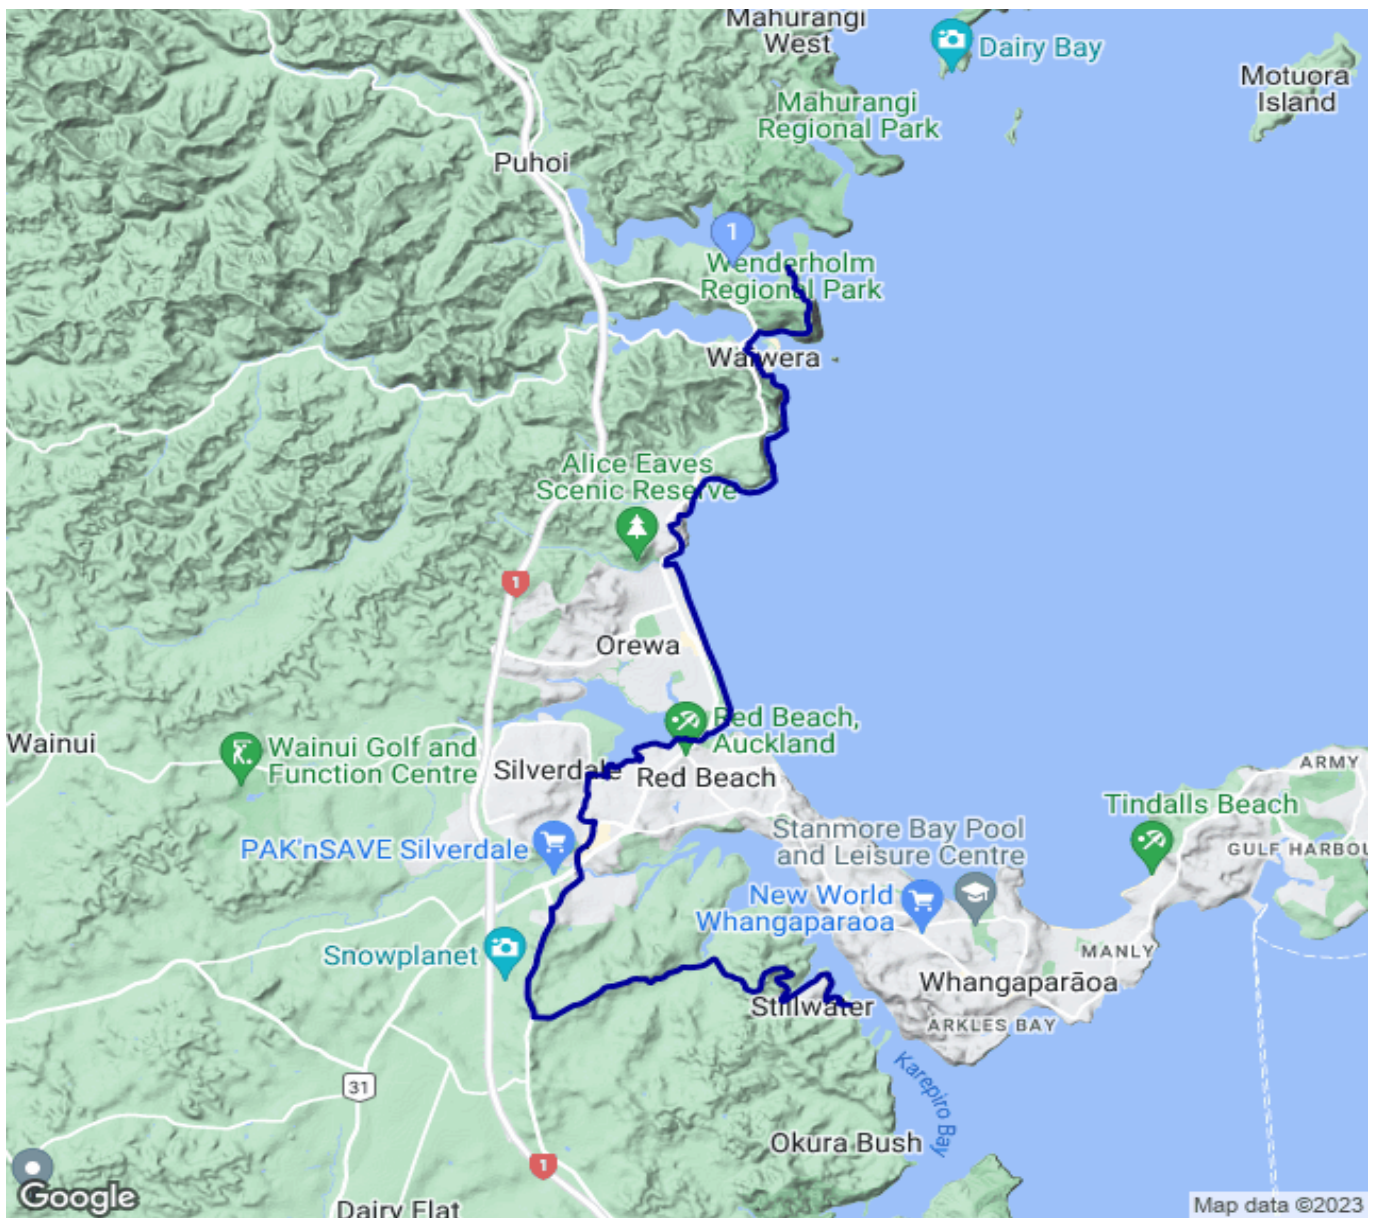 Mahurangi
West
Dairy Bay
Motuora
Island
Mahurangi
Regional Park
Puhoi
1
Wenderholm
Regional Park
Waiwera
Alice Eaves
Scenic Reserve
1
Orewa
Red Beach,
Auckland
Wainui
Wainui Golf and
Function Centre
Silverdale
Red Beach
ARMY
Tindalls Beach
Stanmore Bay Pool
and Leisure Centre
PAK'nSAVE Silverdale
GULF HARBOU
New World
Whangaparaoa
Snowplanet
MANLY
Whangaparāoa
Stillwater
ARKLES BAY
Karepiro Bay
31
Okura Bush
1
Google
Dairy Flat
Map data ©2023